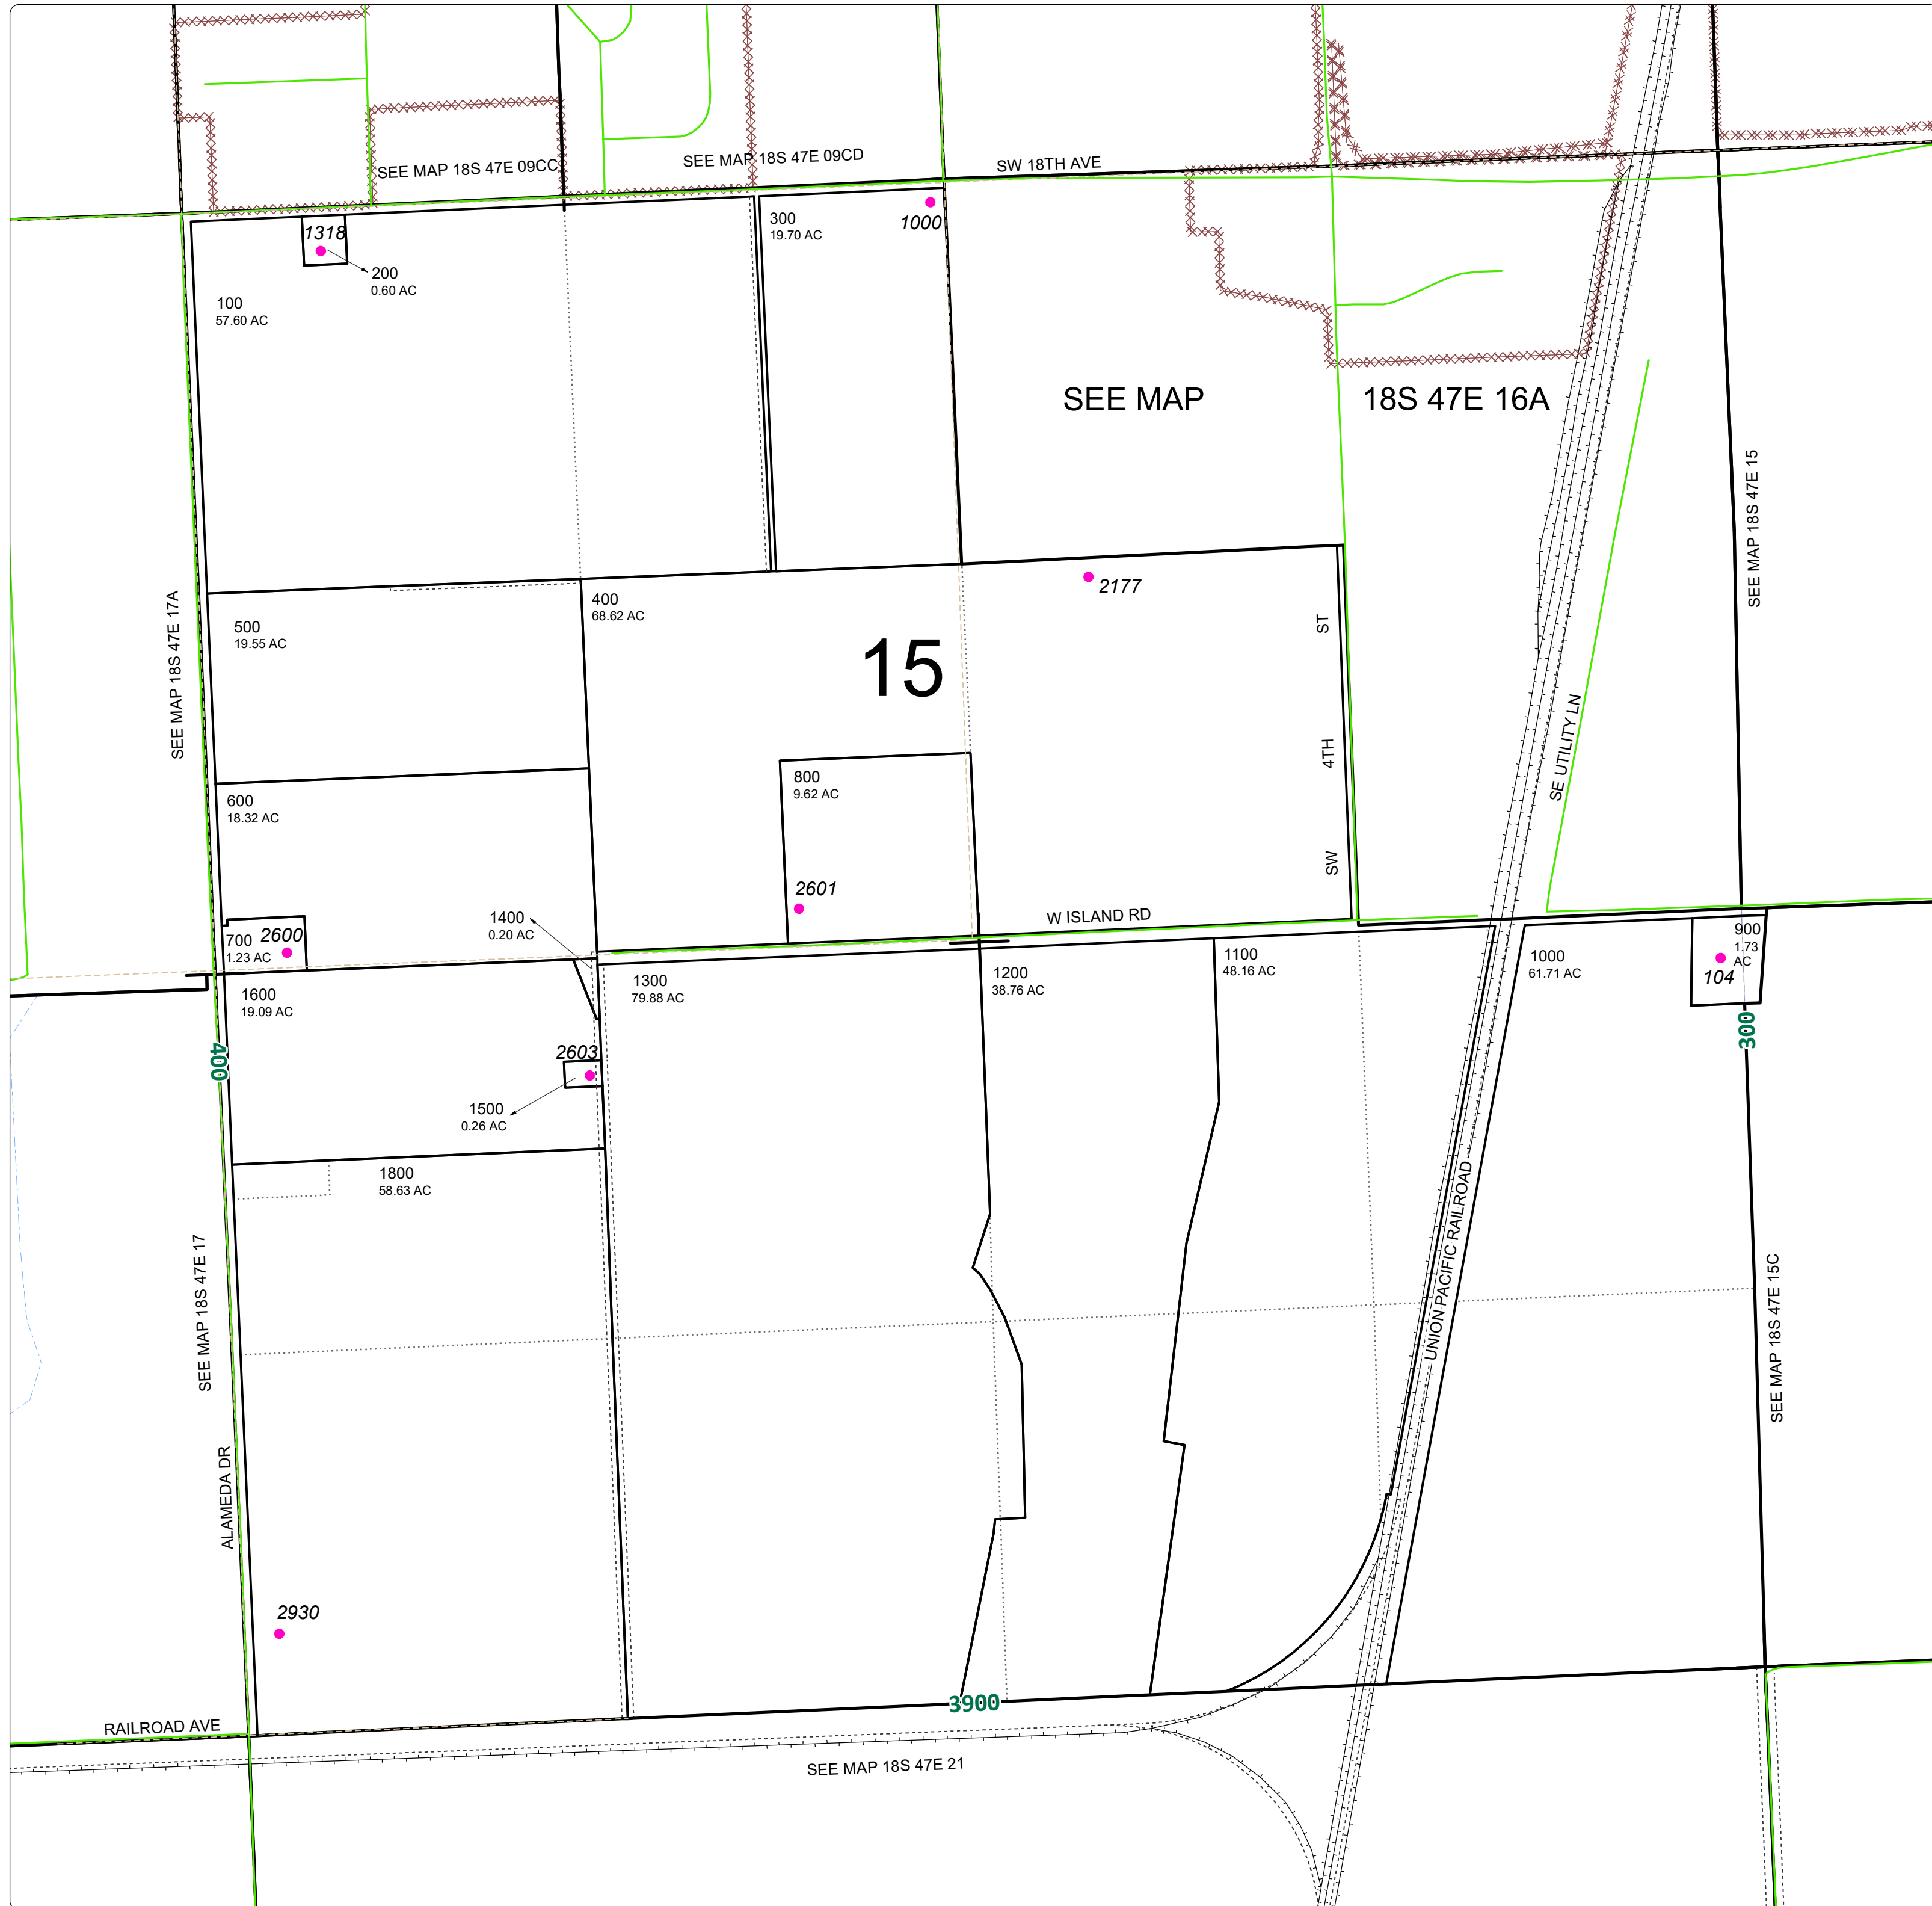 SEE MAP 18S 47E 09CC
SEE MAP 18S 47E 09CD
SW 18TH AVE
1318
200
0.60 AC
100
57.60 AC
300
19.70 AC
1000
SEE MAP
18S 47E 16A
SEE MAP 18S 47E 15
SEE MAP 18S 47E 17A
500
19.55 AC
400
68.62 AC
2177
15
ST
4TH
SW
SE UTILITY LN
600
18.32 AC
800
9.62 AC
2601
W ISLAND RD
1400
0.20 AC
700
1.23 AC
2600
1600
19.09 AC
1300
79.88 AC
1200
38.76 AC
1100
48.16 AC
1000
61.71 AC
900
1.73
AC
104
400
300
2603
1500
0.26 AC
1800
58.63 AC
UNION PACIFIC RAILROAD
SEE MAP 18S 47E 17
SEE MAP 18S 47E 15C
ALAMEDA DR
2930
3900
RAILROAD AVE
SEE MAP 18S 47E 21